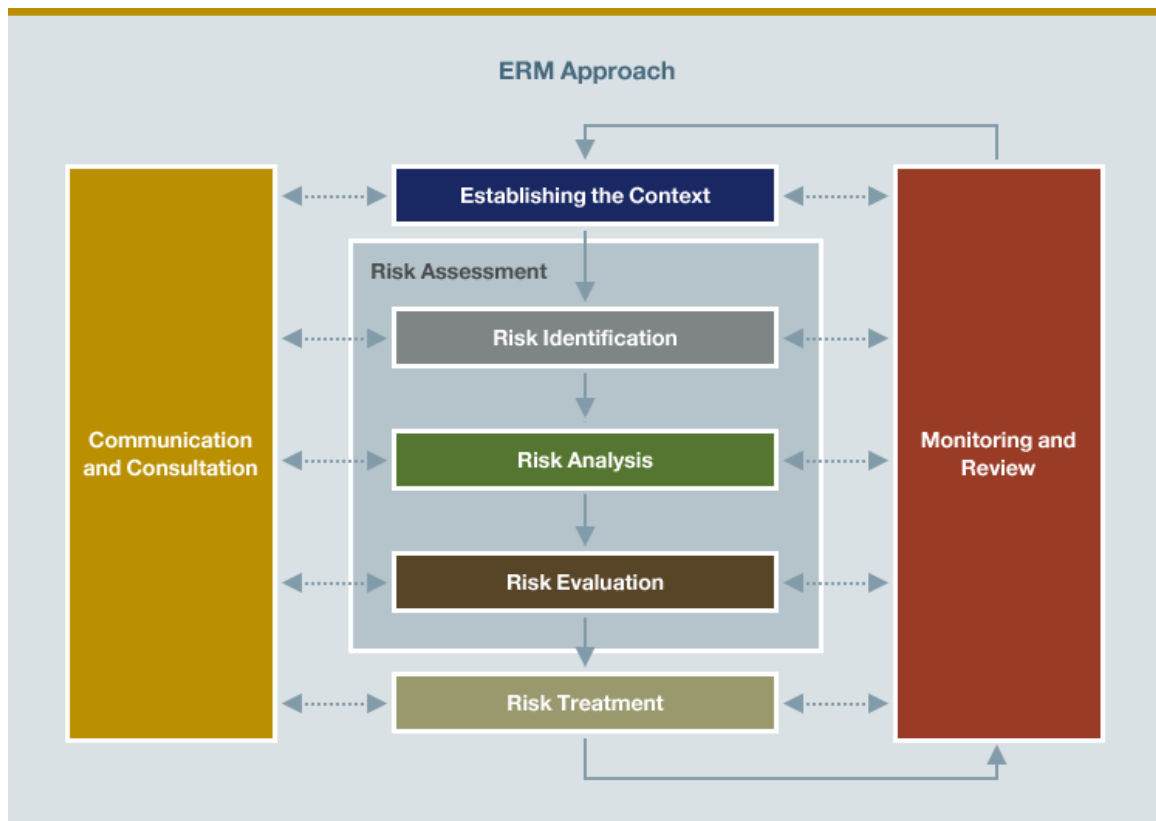 ERM Approach
Establishing the Context
Risk Assessment
Risk Identification
Communication
and Consultation
Risk Analysis
Monitoring and
Review
Risk Evaluation
Risk Treatment